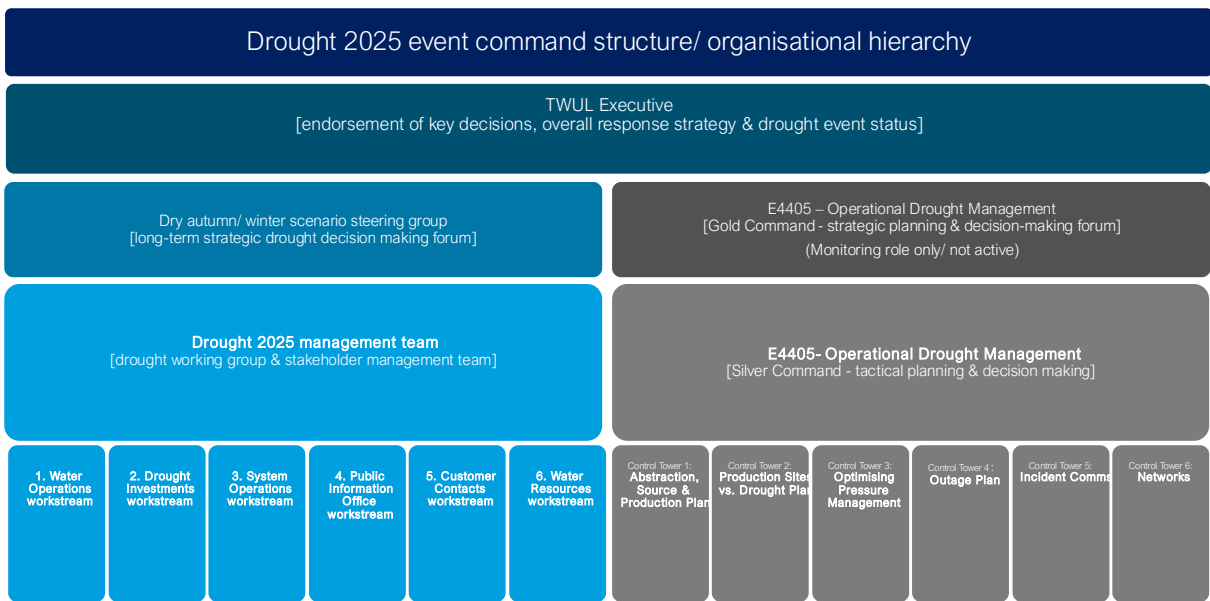 Drought 2025 event command structure/ organisational hierarchy
TWUL Executive
[endorsement of key decisions, overall response strategy & drought event status]
Dry autumn/ winter scenario steering group
[long-term strategic drought decision making forum]
E4405 – Operational Drought Management
[Gold Command - strategic planning & decision-making forum]
(Monitoring role only/ not active)
Drought 2025 management team
[drought working group & stakeholder management team]
E4405- Operational Drought Management
[Silver Command - tactical planning & decision making]
1. Water
Operations
workstream
2. Drought
Investments
workstream
3. System
Operations
workstream
4. Public
Information
Office
workstream
5. Customer
Contacts
workstream
6. Water
Resources
workstream
Control Tower 1:
Abstraction,
Source &
Production Plan
Control Tower 2:
Production Sites
vs. Drought Plan
Control Tower 3:
Optimising
Pressure
Management
Control Tower 4:
Outage Plan
Control Tower 5:
Incident Comms
Control Tower 6:
Networks